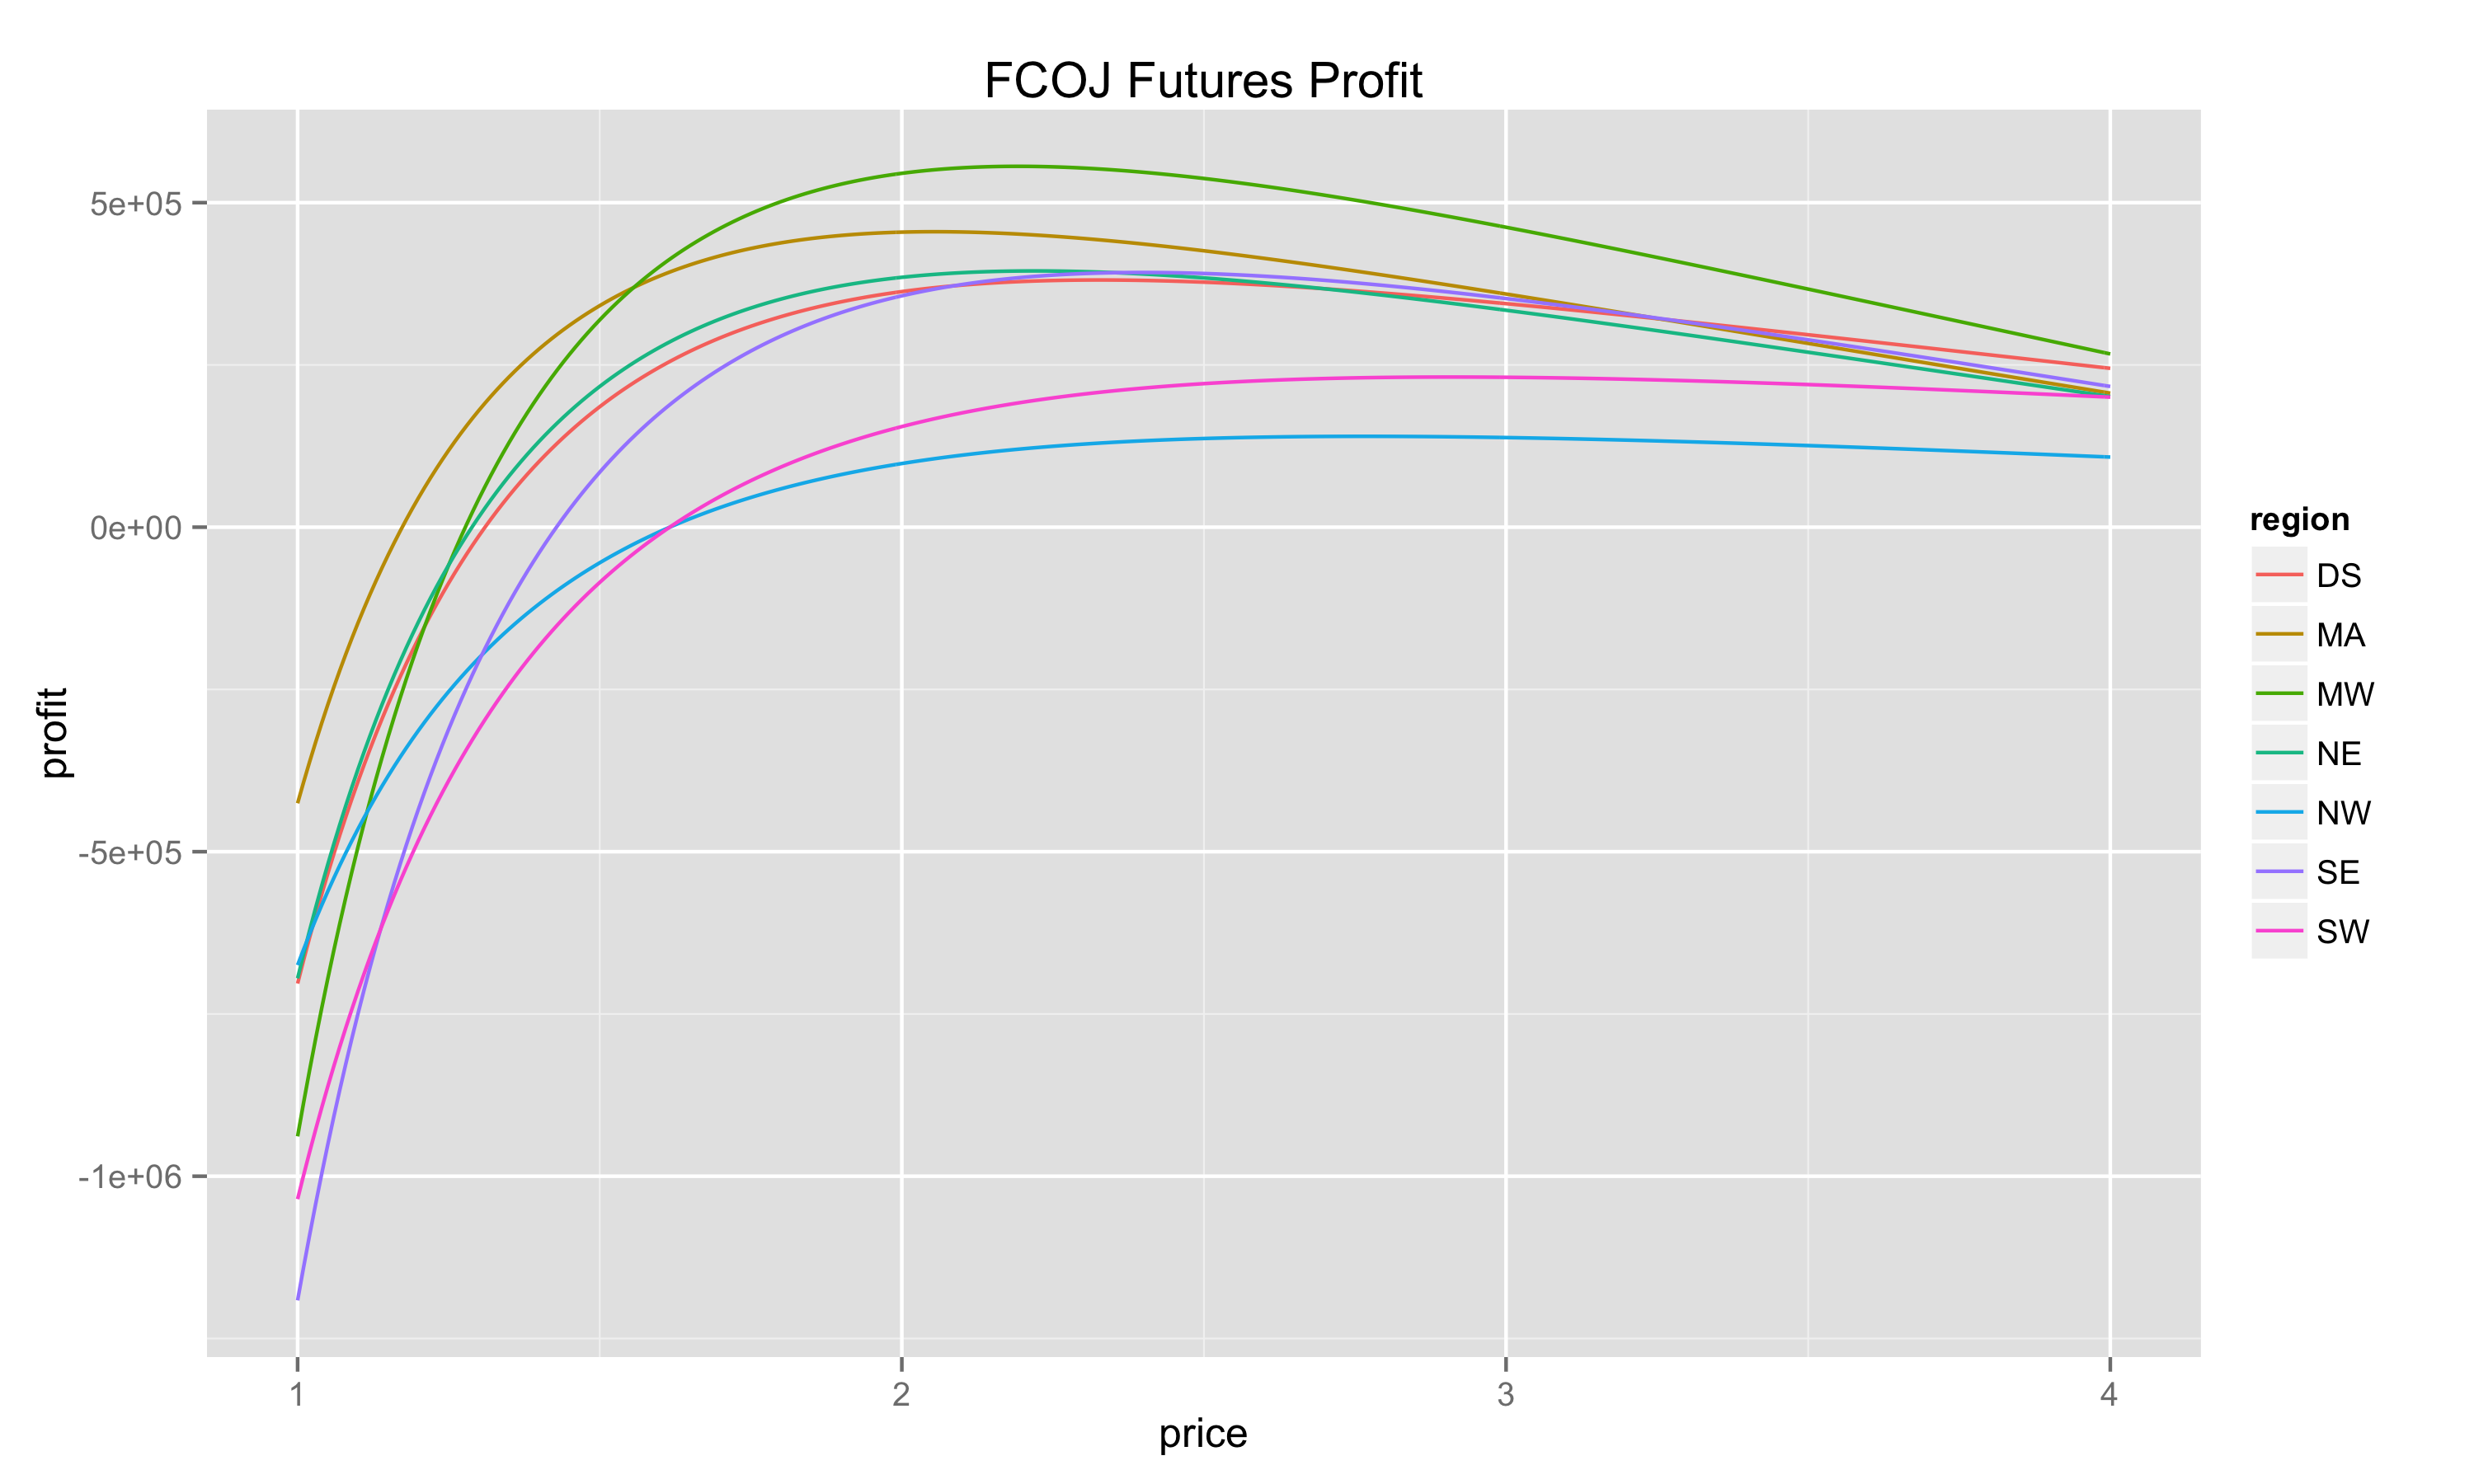 FCOJ Futures Profit
5e+05
0e+00
-5e+05
-1e+06
profit
1 2 3 4
price
region
DS
MA
MW
NE
NW
SE
SW